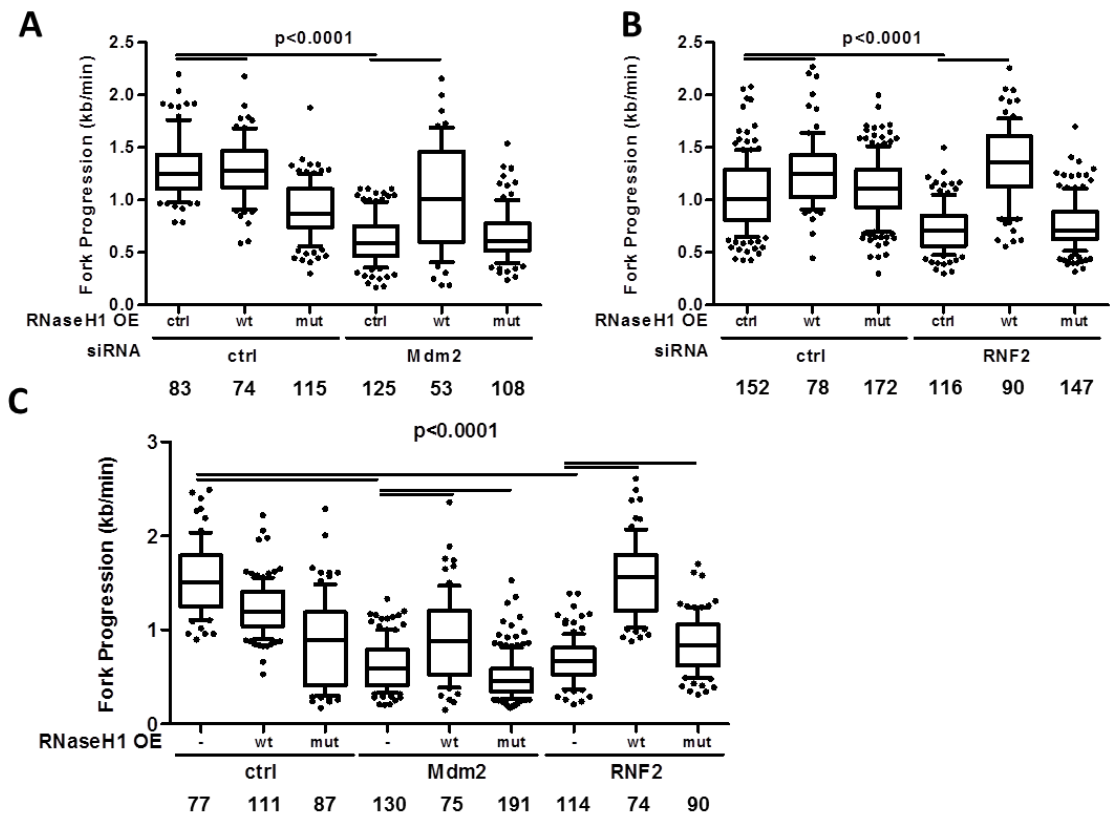 A
p<0.0001
Fork Progression (kb/min)
2.5
2.0
1.5
1.0
0.5
0.0
RNaseH1 OE ctrl wt mut ctrl wt mut
siRNA ctrl Mdm2
83 74 115 125 53 108
B
p<0.0001
Fork Progression (kb/min)
2.5
2.0
1.5
1.0
0.5
0.0
RNaseH1 OE ctrl wt mut ctrl wt mut
siRNA ctrl RNF2
152 78 172 116 90 147
C
p<0.0001
Fork Progression (kb/min)
3
2
1
0
RNaseH1 OE - wt mut - wt mut - wt mut
ctrl Mdm2 RNF2
77 111 87 130 75 191 114 74 90